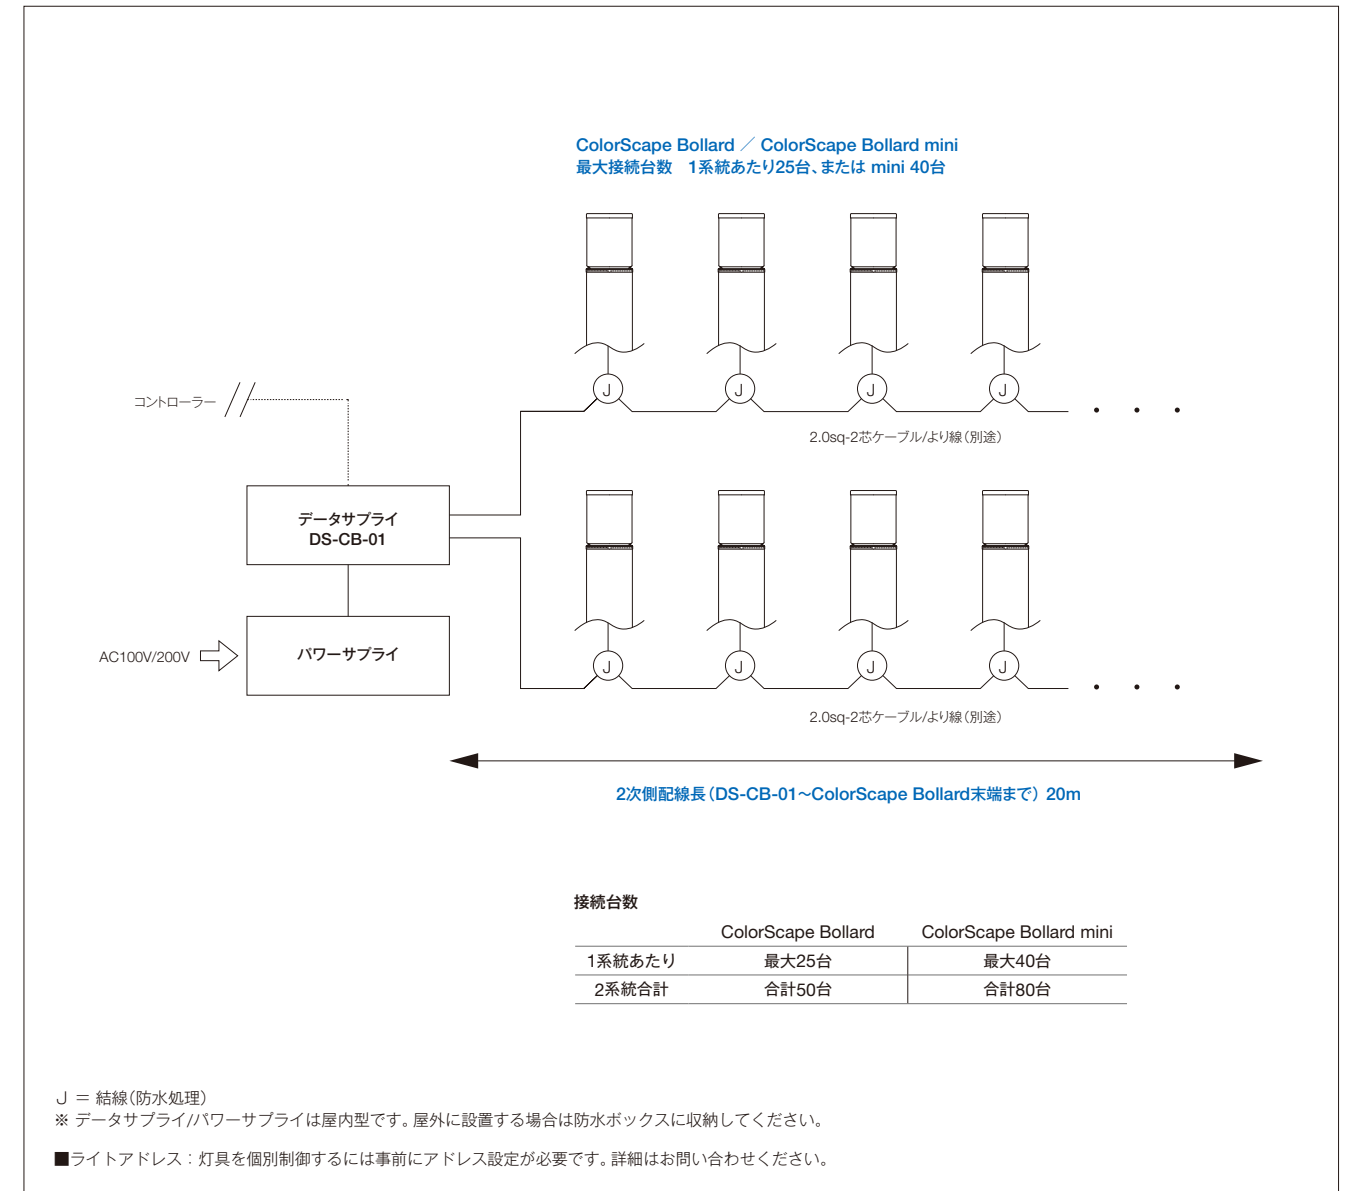 ColorScape Bollard ／ ColorScape Bollard mini
最大接続台数　1系統あたり25台、または mini 40台
J J J J
コントローラー
2.0sq-2芯ケーブル/より線（別途）
データサプライ
DS-CB-01
AC100V/200V
パワーサプライ
J J J J
2.0sq-2芯ケーブル/より線（別途）
2次側配線長（DS-CB-01〜ColorScape Bollard末端まで） 20m
接続台数
ColorScape Bollard ColorScape Bollard mini
1系統あたり 最大25台 最大40台
2系統合計 合計50台 合計80台
J ＝ 結線（防水処理）
※ データサプライ/パワーサプライは屋内型です。屋外に設置する場合は防水ボックスに収納してください。
■ライトアドレス：灯具を個別制御するには事前にアドレス設定が必要です。詳細はお問い合わせください。